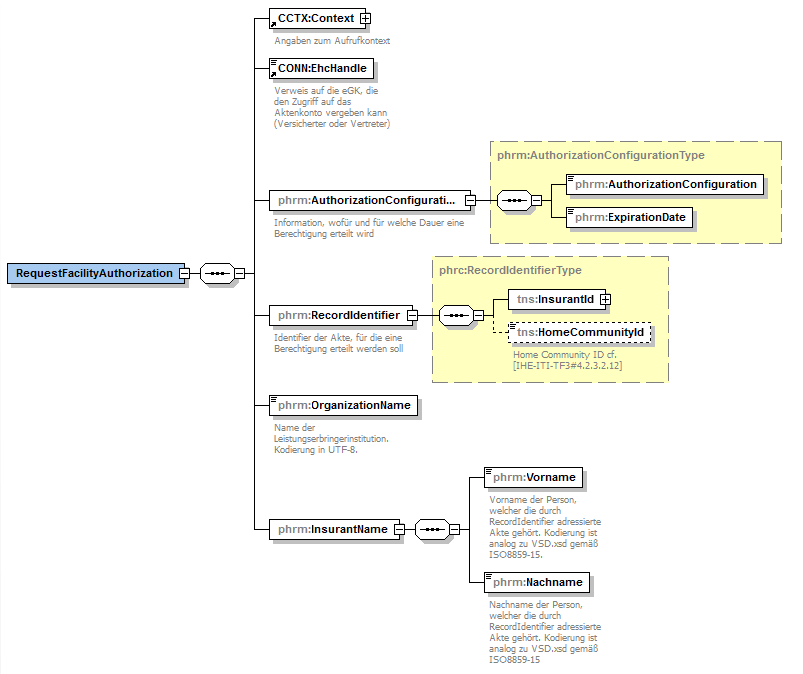 CCTX:Context
Angaben zum Aufrufkontext
CONN:EhcHandle
Verweis auf die eGK, die
den Zugriff auf das
Aktenkonto vergeben kann
(Versicherter oder Vertreter)
phrm:AuthorizationConfigurationType
phrm:AuthorizationConfigurati...
phrm:AuthorizationConfiguration
phrm:ExpirationDate
Information, wofür und für welche Dauer eine
Berechtigung erteilt wird
RequestFacilityAuthorization
phrc:RecordIdentifierType
phrm:RecordIdentifier
tns:InsurantId
tns:HomeCommunityId
Identifier der Akte, für die eine
Berechtigung erteilt werden soll
Home Community ID cf.
[IHE-ITI-TF3#4.2.3.2.12]
phrm:OrganizationName
Name der
Leistungserbringerinstitution.
Kodierung in UTF-8.
phrm:InsurantName
phrm:Vorname
Vorname der Person,
welcher die durch
RecordIdentifier adressierte
Akte gehört. Kodierung ist
analog zu VSD.xsd gemäß
ISO8859-15.
phrm:Nachname
Nachname der Person,
welcher die durch
RecordIdentifier adressierte
Akte gehört. Kodierung ist
analog zu VSD.xsd gemäß
ISO8859-15